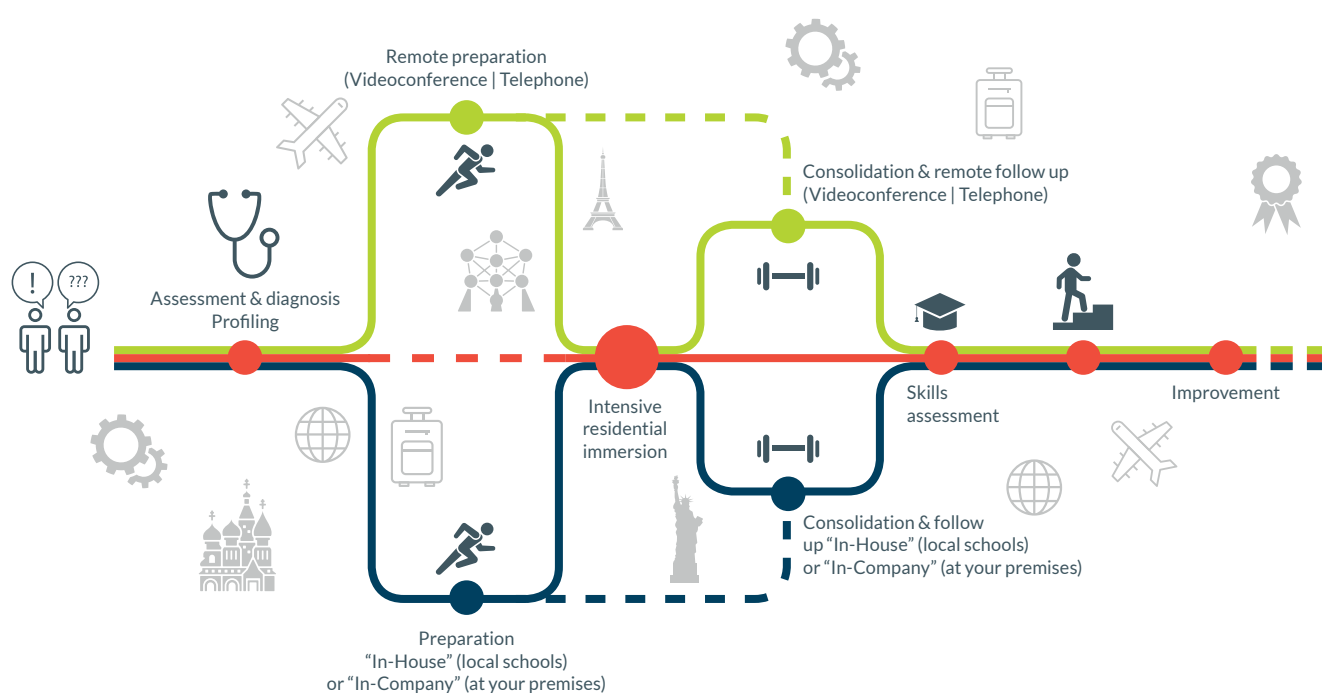 Remote preparation
(Videoconference | Telephone)
Consolidation & remote follow up
(Videoconference | Telephone)
!
???
Assessment & diagnosis
Profiling
Intensive
residential
immersion
Skills
assessment
Improvement
Consolidation & follow
up “In-House” (local schools)
or “In-Company” (at your premises)
Preparation
“In-House” (local schools)
or “In-Company” (at your premises)